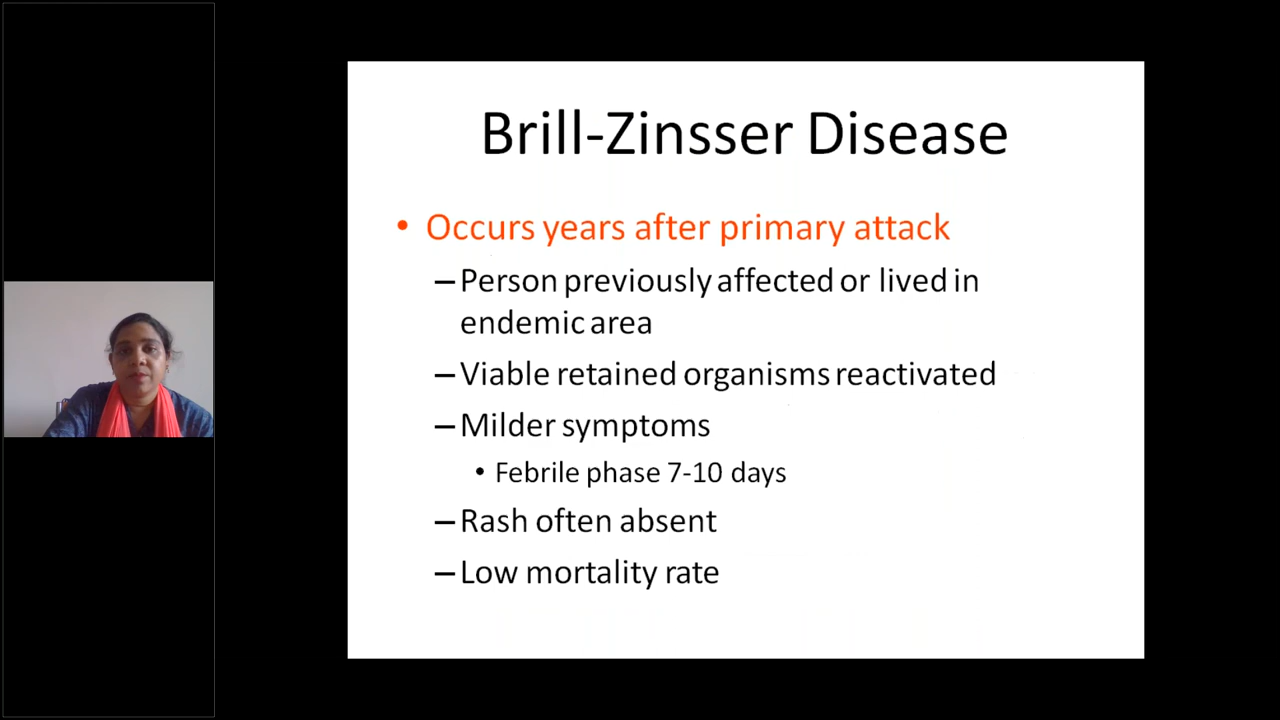 Brill-Zinsser Disease
• Occurs years after primary attack
–Person previously affected or lived in
endemic area
–Viable retained organisms reactivated
–Milder symptoms
• Febrile phase 7-10 days
–Rash often absent
–Low mortality rate